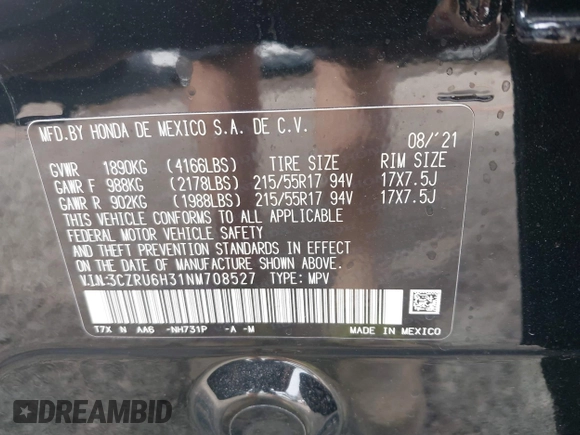 MFD.BY HONDA DE MEXICO S.A. DE C.V.
08/'21
GVWR 1890KG (4166LBS) TIRE SIZE RIM SIZE
GAWR F 988KG (2178LBS) 215/55R17 94V 17X7.5J
GAWR R 902KG (1988LBS) 215/55R17 94V 17X7.5J
THIS VEHICLE CONFORMS TO ALL APPLICABLE
FEDERAL MOTOR VEHICLE SAFETY
AND THEFT PREVENTION STANDARDS IN EFFECT
ON THE DATE OF MANUFACTURE SHOWN ABOVE.
V.I.N:3CZRU6H31NM708527 TYPE: MPV
T7X N AA6 -NH731P -A -M
MADE IN MEXICO
DREAMBID